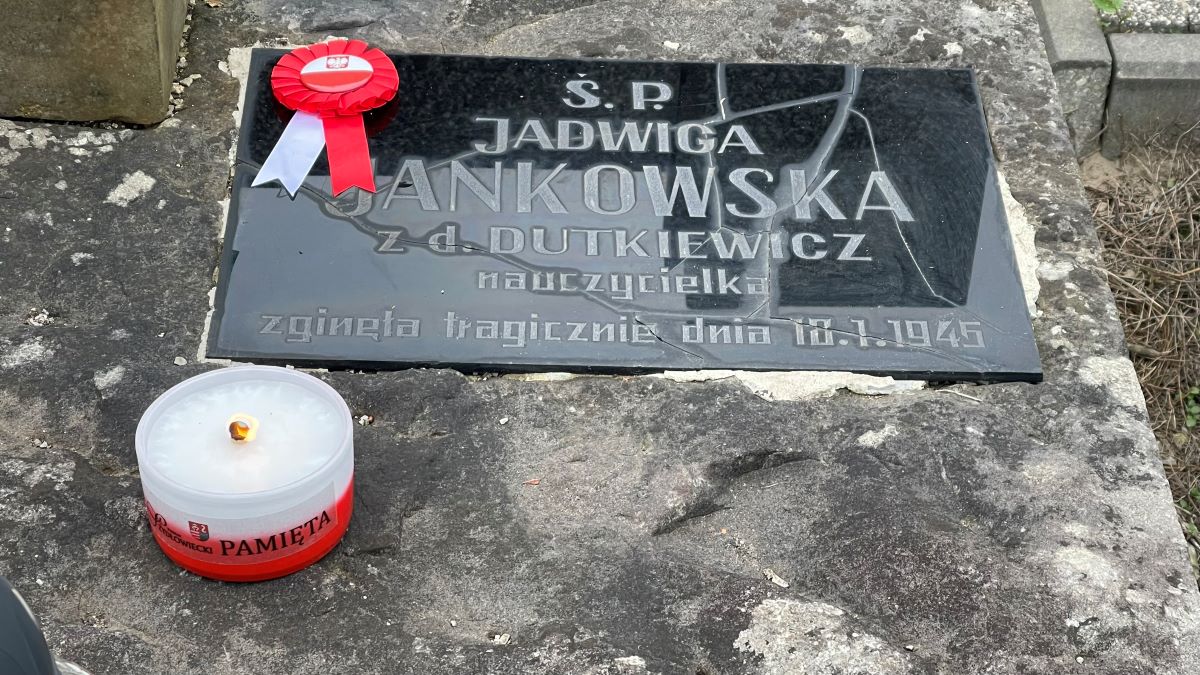 Ś. P.
JADWIGA
JANKOWSKA
z d. DUTKIEWICZ
nauczycielka
zginęła tragicznie dnia 18.1.1945
PAMIĘTA